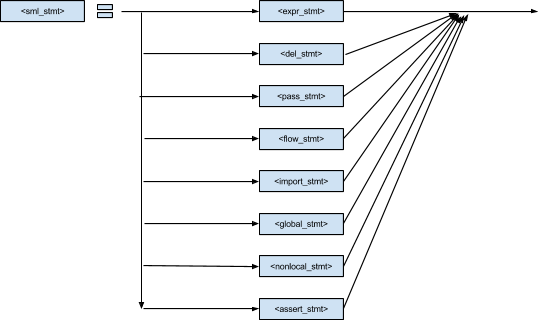 <sml_stmt>
<expr_stmt>
<del_stmt>
<pass_stmt>
<flow_stmt>
<import_stmt>
<global_stmt>
<nonlocal_stmt>
<assert_stmt>